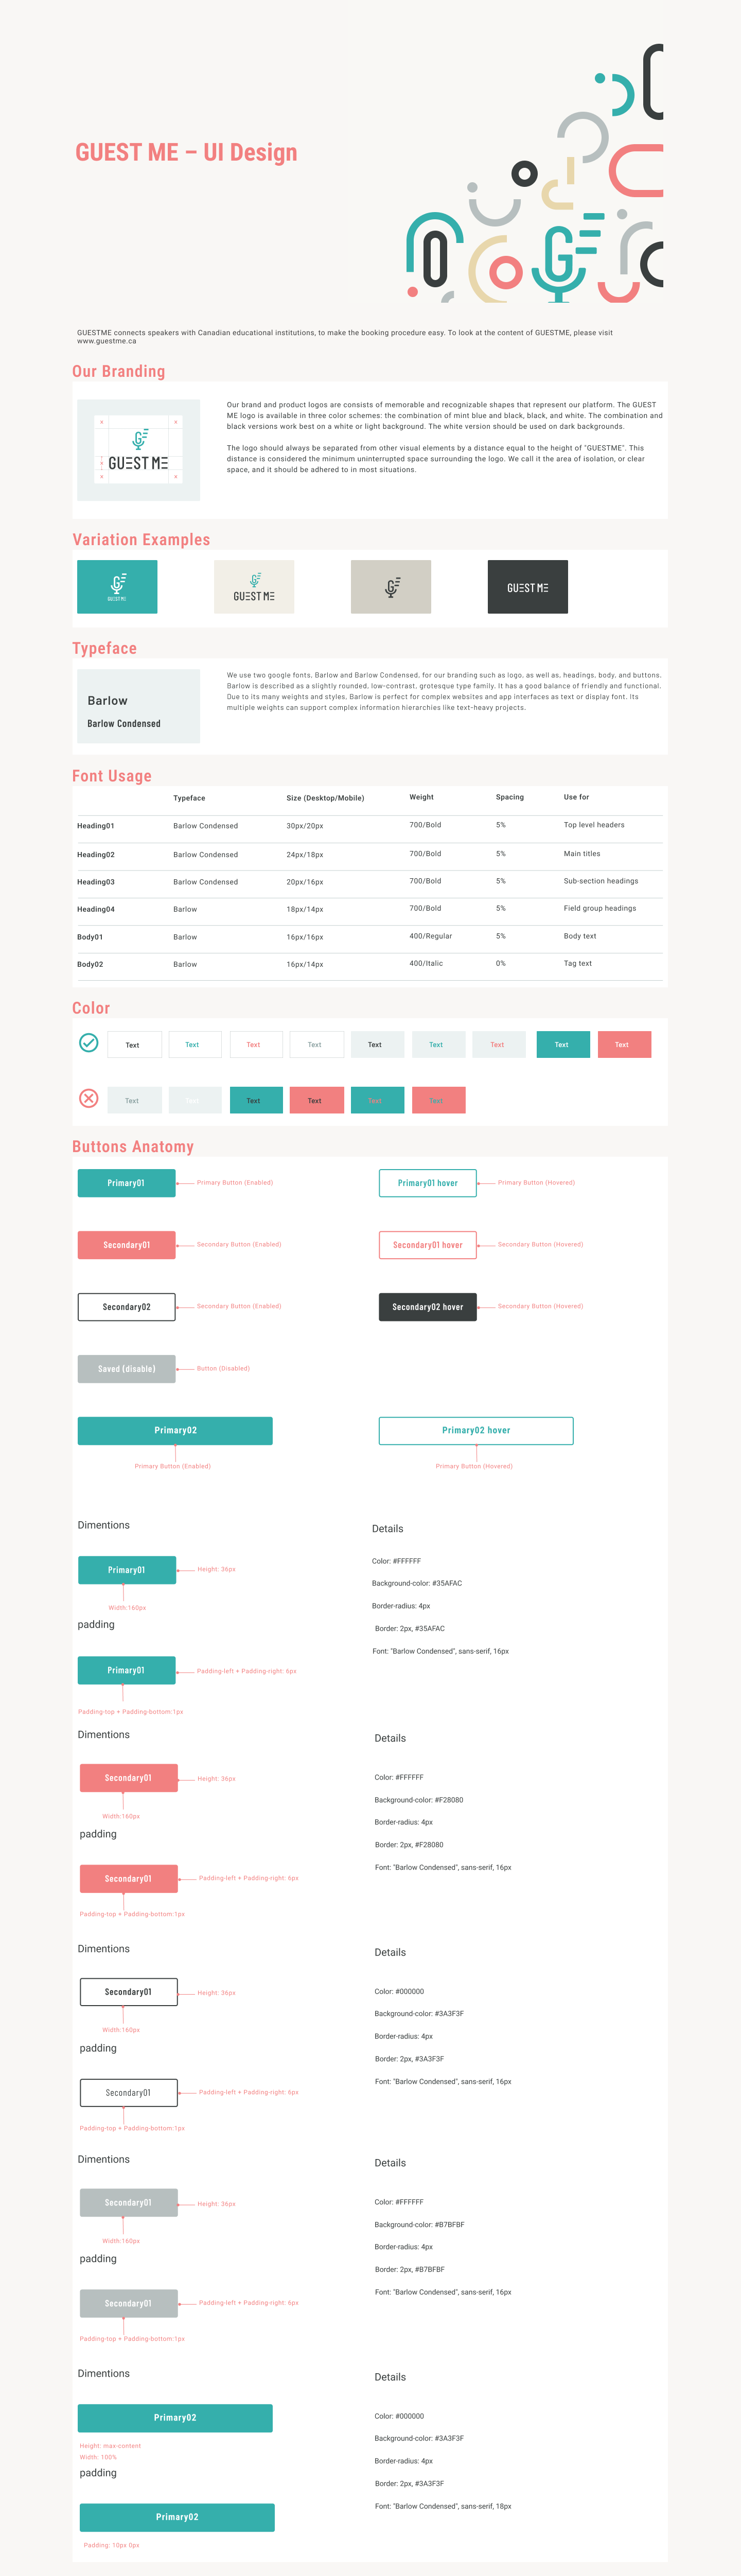 GUEST ME – UI Design
GUESTME connects speakers with Canadian educational institutions, to make the booking procedure easy. To look at the content of GUESTME, please visit
www.guestme.ca
Our Branding
x
x
GUEST ME
x
x
x
x
Our brand and product logos are consists of memorable and recognizable shapes that represent our platform. The GUEST
ME logo is available in three color schemes: the combination of mint blue and black, black, and white. The combination and
black versions work best on a white or light background. The white version should be used on dark backgrounds.
The logo should always be separated from other visual elements by a distance equal to the height of "GUESTME". This
distance is considered the minimum uninterrupted space surrounding the logo. We call it the area of isolation, or clear
space, and it should be adhered to in most situations.
Variation Examples
GUEST ME
GUEST ME
GUEST ME
Typeface
Barlow
Barlow Condensed
We use two google fonts, Barlow and Barlow Condensed, for our branding such as logo, as well as, headings, body, and buttons.
Barlow is described as a slightly rounded, low-contrast, grotesque type family. It has a good balance of friendly and functional.
Due to its many weights and styles, Barlow is perfect for complex websites and app interfaces as text or display font. Its
multiple weights can support complex information hierarchies like text-heavy projects.
Font Usage
Typeface Size (Desktop/Mobile) Weight Spacing Use for
Heading01 Barlow Condensed 30px/20px 700/Bold 5% Top level headers
Heading02 Barlow Condensed 24px/18px 700/Bold 5% Main titles
Heading03 Barlow Condensed 20px/16px 700/Bold 5% Sub-section headings
Heading04 Barlow 18px/14px 700/Bold 5% Field group headings
Body01 Barlow 16px/16px 400/Regular 5% Body text
Body02 Barlow 16px/14px 400/Italic 0% Tag text
Color
Text Text Text Text Text Text Text Text Text
Text Text Text Text Text Text
Buttons Anatomy
Primary01 Primary Button (Enabled) Primary01 hover Primary Button (Hovered)
Secondary01 Secondary Button (Enabled) Secondary01 hover Secondary Button (Hovered)
Secondary02 Secondary Button (Enabled) Secondary02 hover Secondary Button (Hovered)
Saved (disable) Button (Disabled)
Primary02 Primary02 hover
Primary Button (Enabled) Primary Button (Hovered)
Dimentions
Primary01 Height: 36px
Width:160px
padding
Primary01 Padding-left + Padding-right: 6px
Padding-top + Padding-bottom:1px
Details
Color: #FFFFFF
Background-color: #35AFAC
Border-radius: 4px
Border: 2px, #35AFAC
Font: "Barlow Condensed", sans-serif, 16px
Dimentions
Secondary01 Height: 36px
Width:160px
padding
Secondary01 Padding-left + Padding-right: 6px
Padding-top + Padding-bottom:1px
Details
Color: #FFFFFF
Background-color: #F28080
Border-radius: 4px
Border: 2px, #F28080
Font: "Barlow Condensed", sans-serif, 16px
Dimentions
Secondary01 Height: 36px
Width:160px
padding
Secondary01 Padding-left + Padding-right: 6px
Padding-top + Padding-bottom:1px
Details
Color: #000000
Background-color: #3A3F3F
Border-radius: 4px
Border: 2px, #3A3F3F
Font: "Barlow Condensed", sans-serif, 16px
Dimentions
Secondary01 Height: 36px
Width:160px
padding
Secondary01 Padding-left + Padding-right: 6px
Padding-top + Padding-bottom:1px
Details
Color: #FFFFFF
Background-color: #B7BFBF
Border-radius: 4px
Border: 2px, #B7BFBF
Font: "Barlow Condensed", sans-serif, 16px
Dimentions
Primary02
Height: max-content
Width: 100%
padding
Primary02
Padding: 10px 0px
Details
Color: #000000
Background-color: #3A3F3F
Border-radius: 4px
Border: 2px, #3A3F3F
Font: "Barlow Condensed", sans-serif, 18px